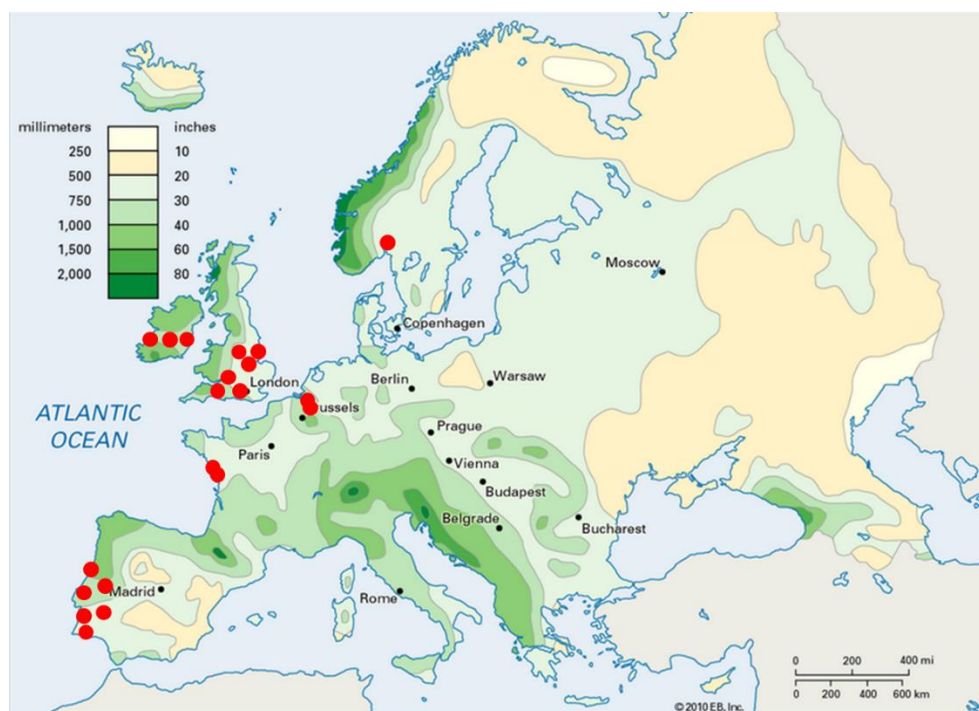 millimeters inches
250 10
500 20
750 30
1,000 40
1,500 60
2,000 80
Moscow
Copenhagen
London
Berlin
Warsaw
ussels
ATLANTIC
OCEAN
Prague
Paris
Vienna
Budapest
Belgrade
Bucharest
Madrid
Rome
0 200 400 mi
0 200 400 600 km
© 2010 EB, Inc.